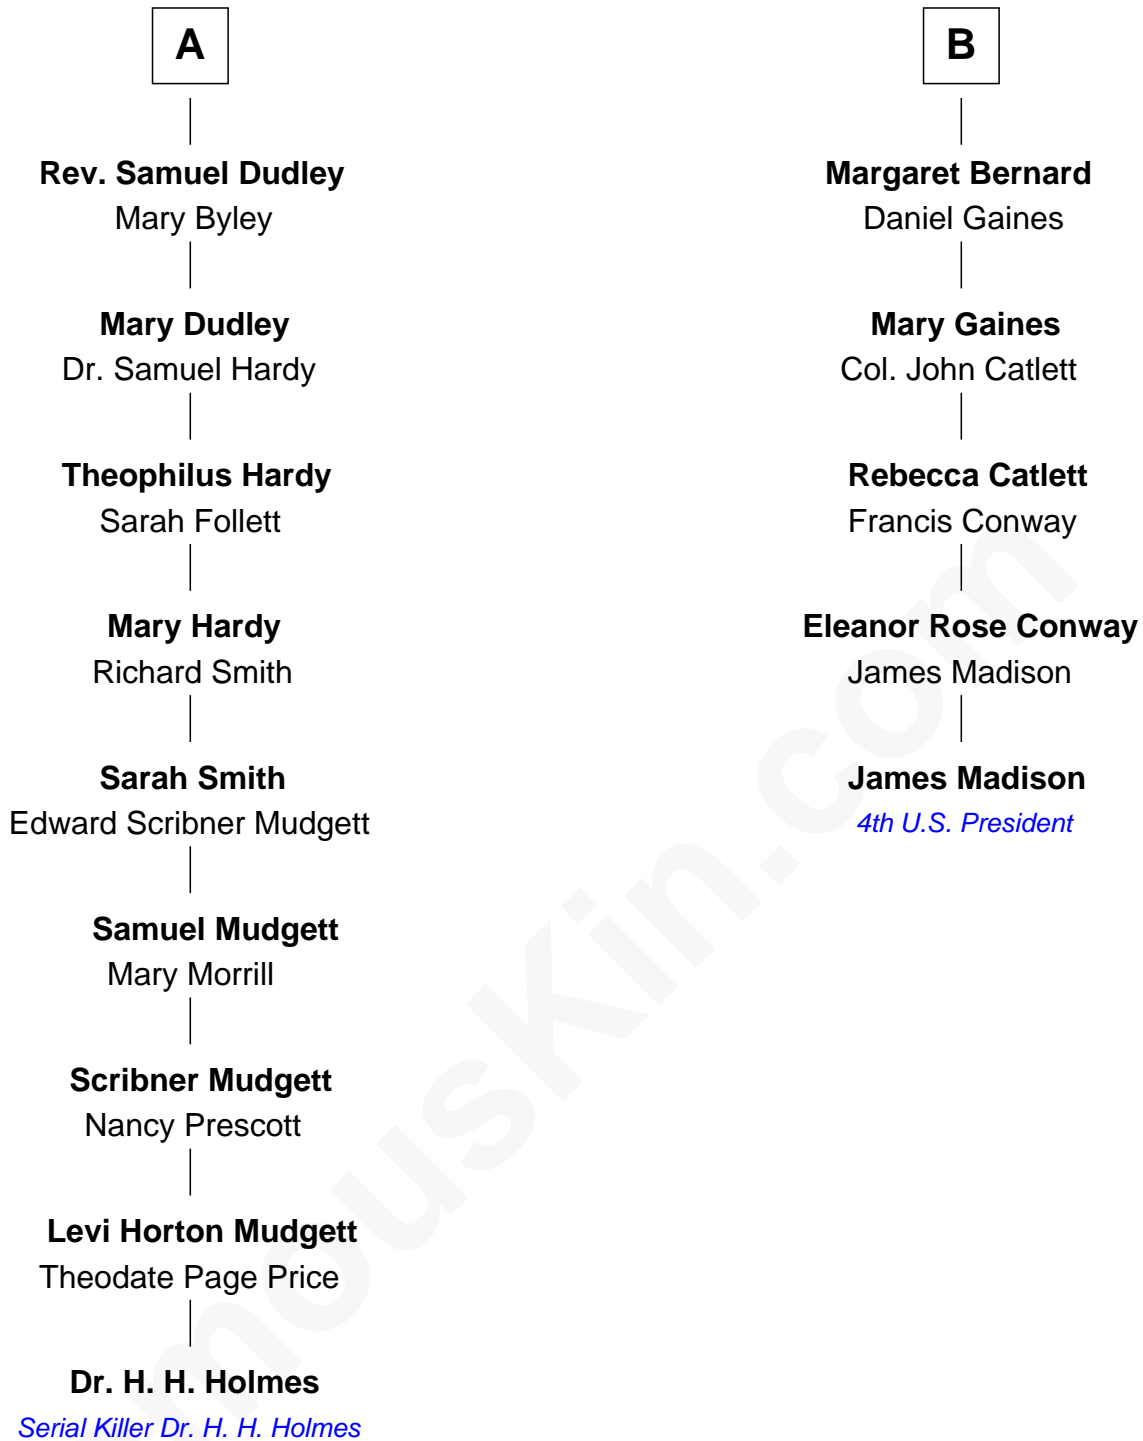 A
Rev. Samuel Dudley
Mary Byley
Mary Dudley
Dr. Samuel Hardy
Theophilus Hardy
Sarah Follett
Mary Hardy
Richard Smith
Sarah Smith
Edward Scribner Mudgett
Samuel Mudgett
Mary Morrill
Scribner Mudgett
Nancy Prescott
Levi Horton Mudgett
Theodate Page Price
Dr. H. H. Holmes
Serial Killer Dr. H. H. Holmes
B
Margaret Bernard
Daniel Gaines
Mary Gaines
Col. John Catlett
Rebecca Catlett
Francis Conway
Eleanor Rose Conway
James Madison
James Madison
4th U.S. President
mousKin.com